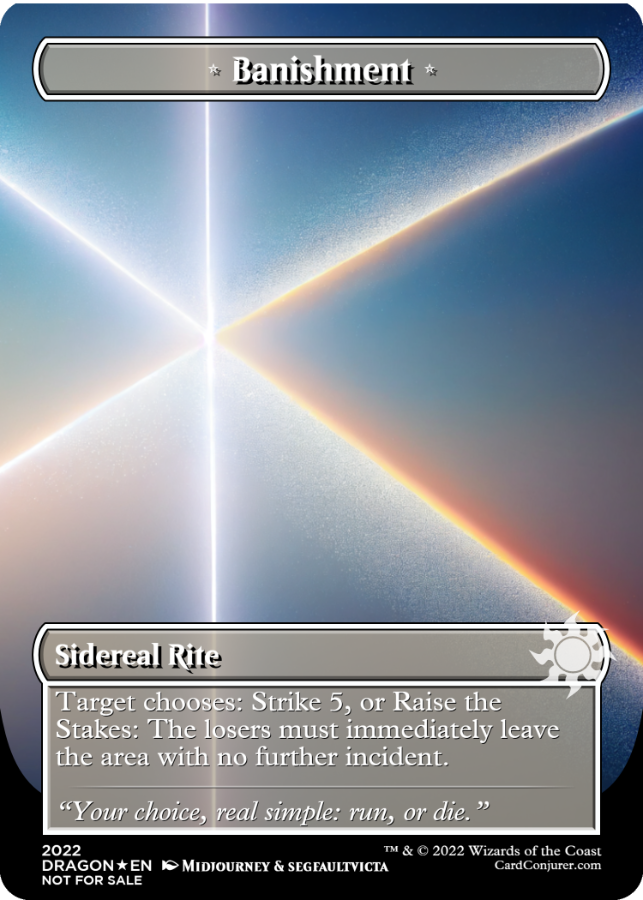 Banishment
Sidereal Rite
Target chooses: Strike 5, or Raise the
Stakes: The losers must immediately leave
the area with no further incident.
“Your choice, real simple: run, or die.”
2022
DRAGON★EN MIDJOURNEY & SEGFAULTVICTA
NOT FOR SALE
™ & © 2022 Wizards of the Coast
CardConjurer.com